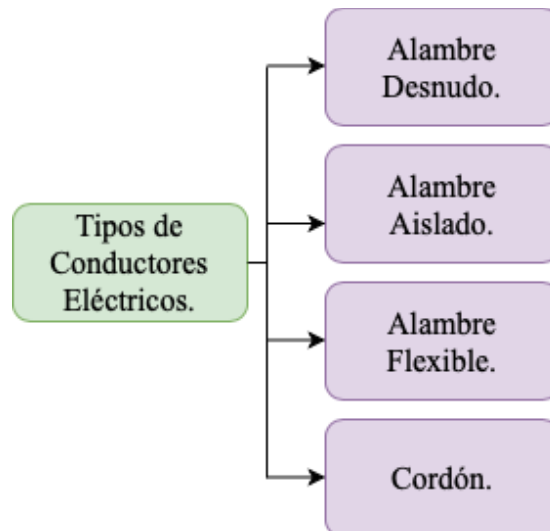 Tipos de
Conductores
Eléctricos.
Alambre
Desnudo.
Alambre
Aislado.
Alambre
Flexible.
Cordón.